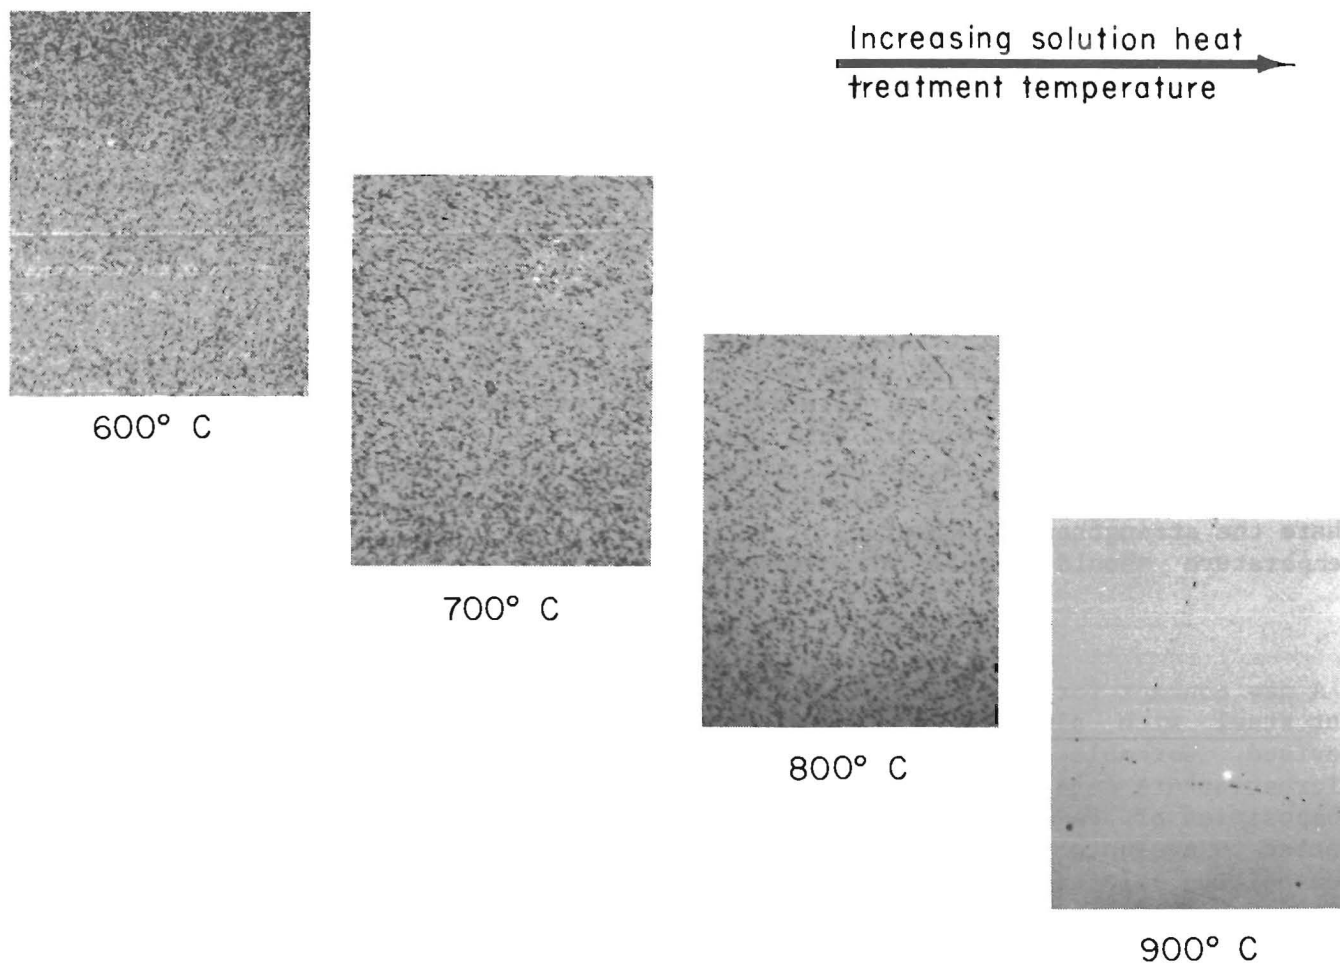 Increasing solution heat
treatment temperature
600° C
700° C
800° C
900° C